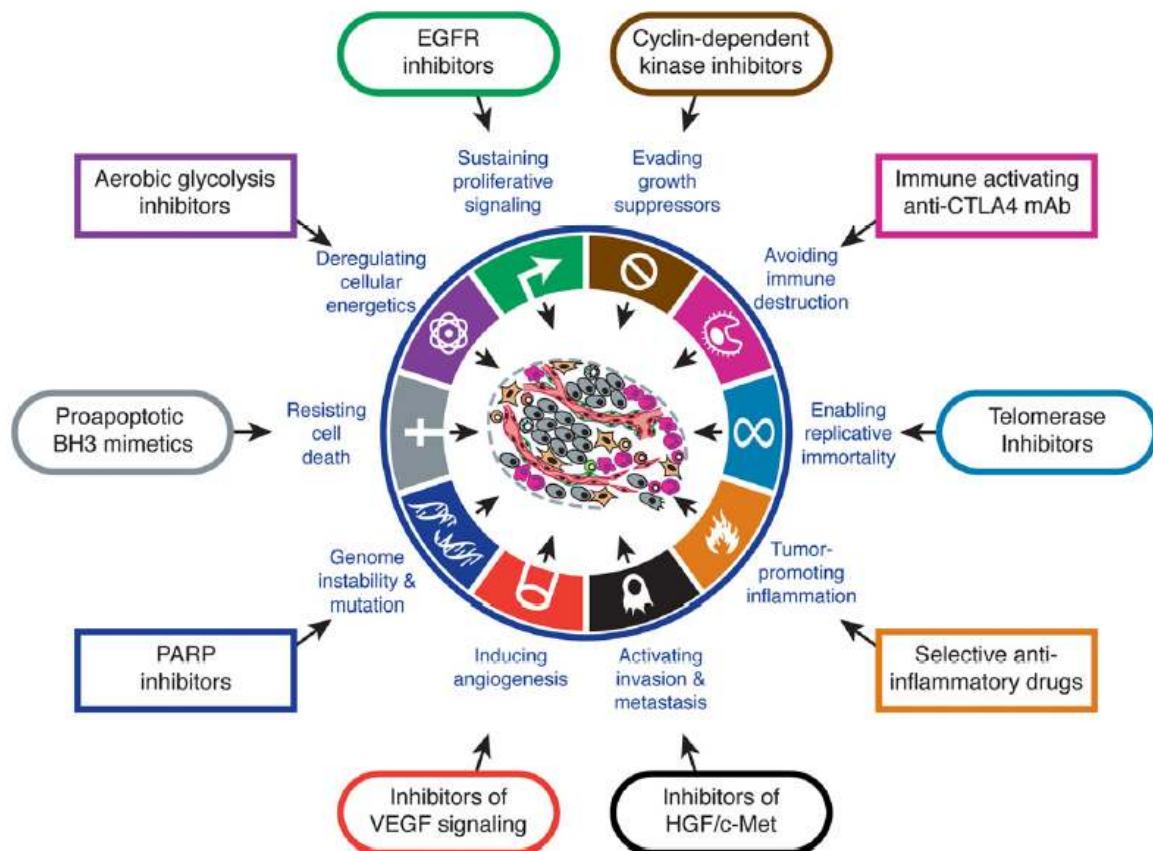 EGFR
inhibitors
Cyclin-dependent
kinase inhibitors
Sustaining
proliferative
signaling
Evading
growth
suppressors
Aerobic glycolysis
inhibitors
Immune activating
anti-CTLA4 mAb
Deregulating
cellular
energetics
Avoiding
immune
destruction
Proapoptotic
BH3 mimetics
Resisting
cell
death
Enabling
replicative
immortality
Telomerase
Inhibitors
Genome
instability &
mutation
Tumor-
promoting
inflammation
PARP
inhibitors
Inducing
angiogenesis
Activating
invasion &
metastasis
Selective anti-
inflammatory drugs
Inhibitors of
VEGF signaling
Inhibitors of
HGF/c-Met